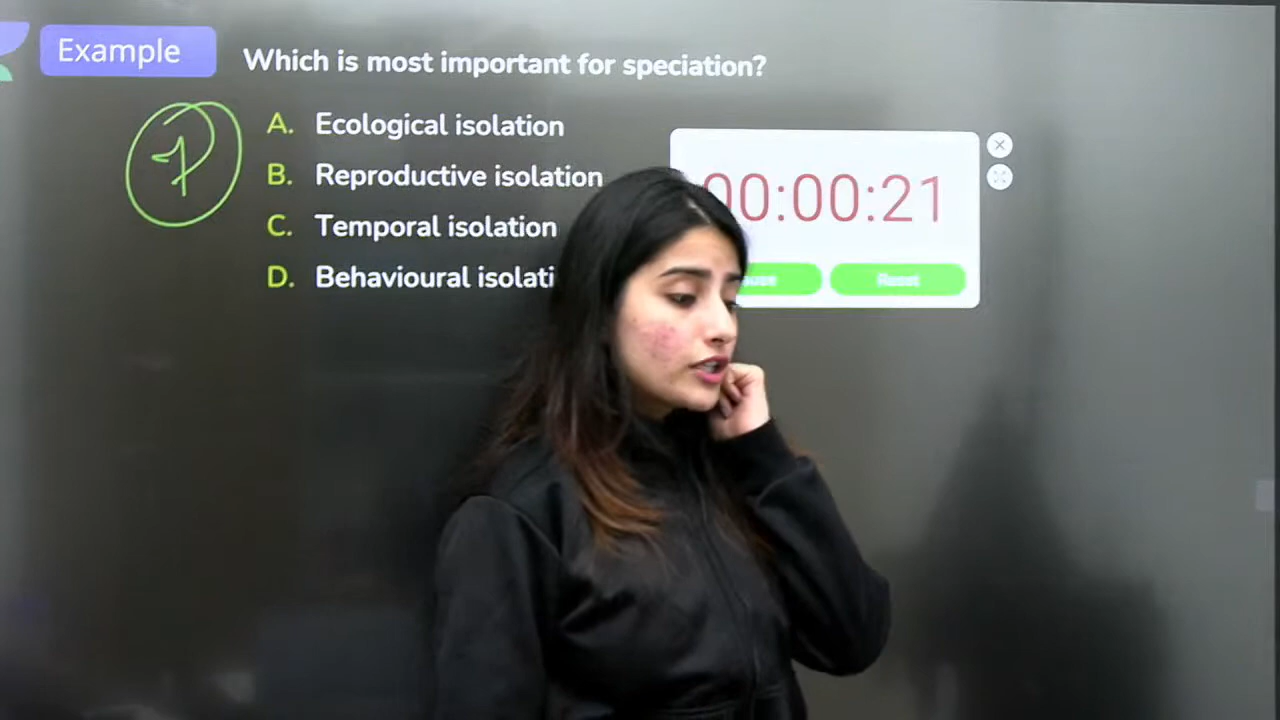 Example
Which is most important for speciation?
A. Ecological isolation
B. Reproductive isolation
C. Temporal isolation
D. Behavioural isolati
00:00:21
Reset